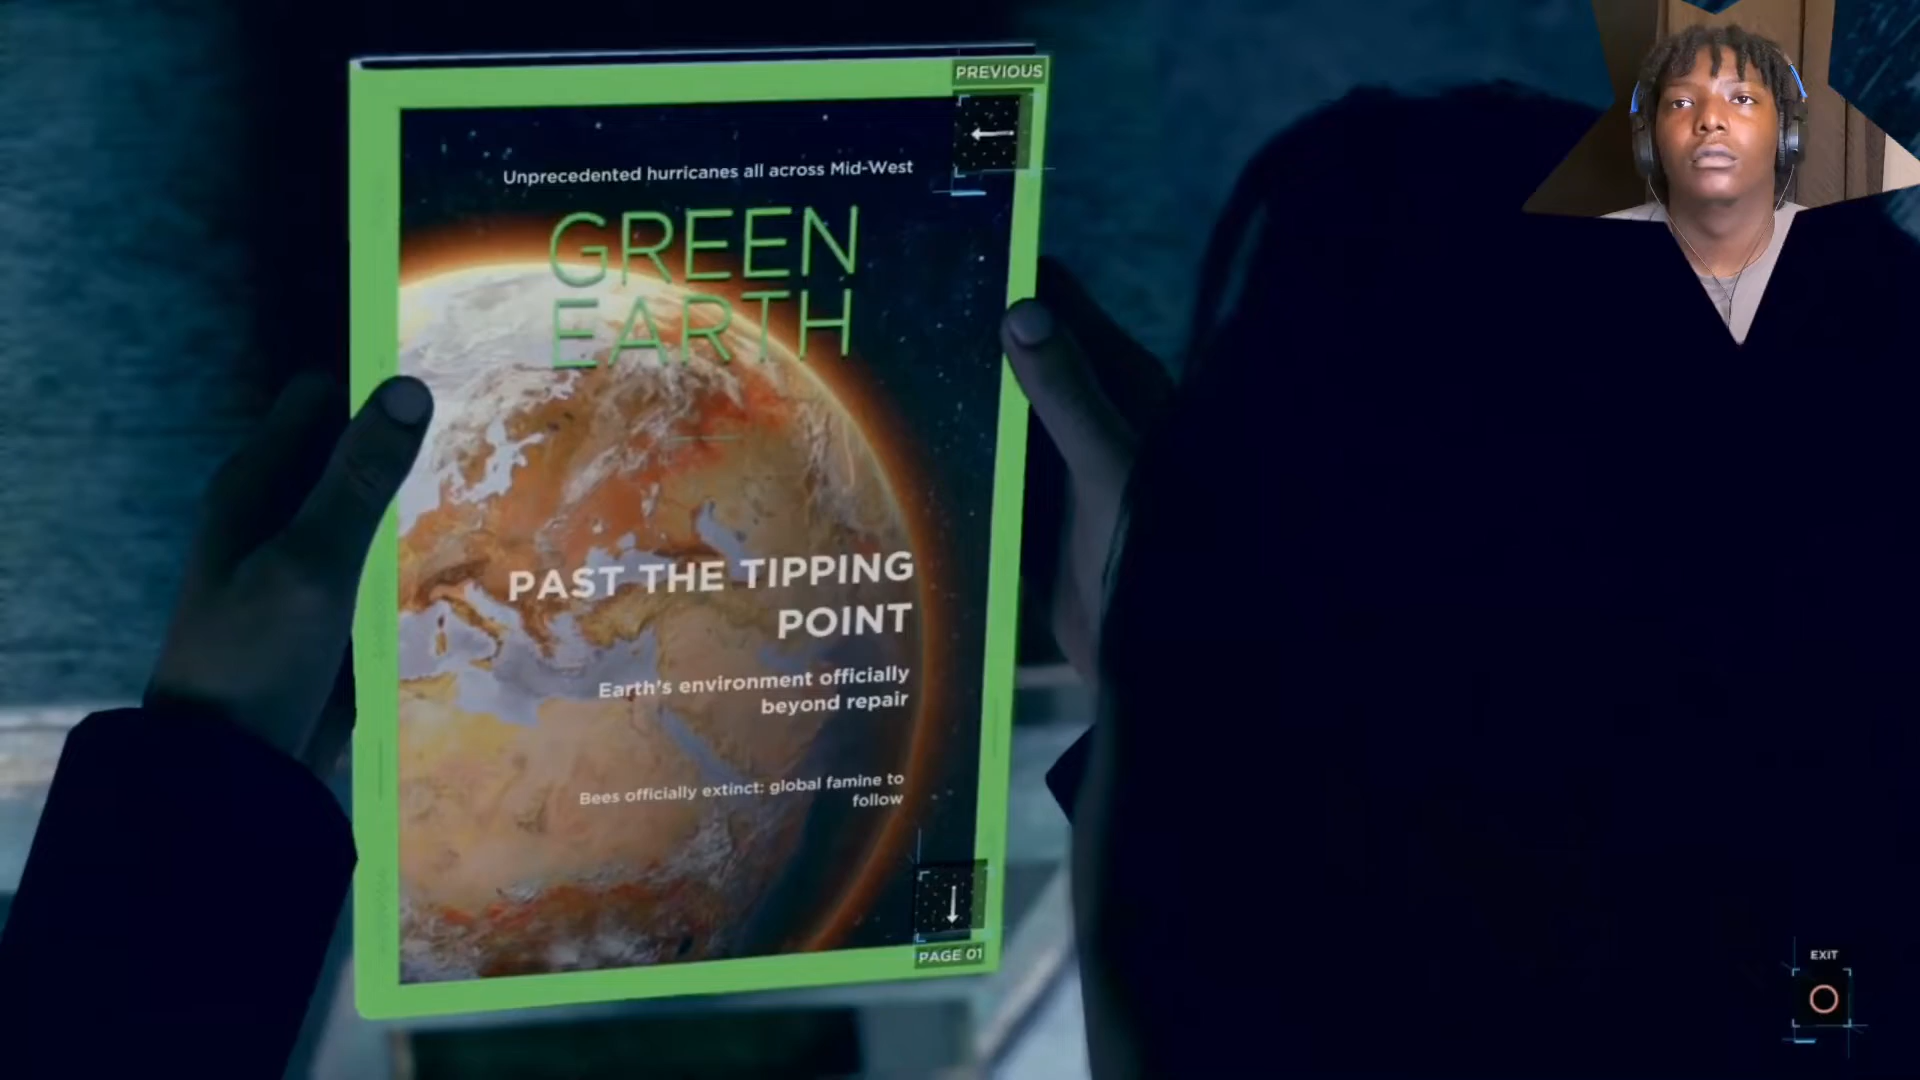 PREVIOUS
Unprecedented hurricanes all across Mid-West
GREEN
EARTH
PAST THE TIPPING
POINT
Earth's environment officially
beyond repair
Bees officially extinct: global famine to
follow
PAGE 01
EXIT